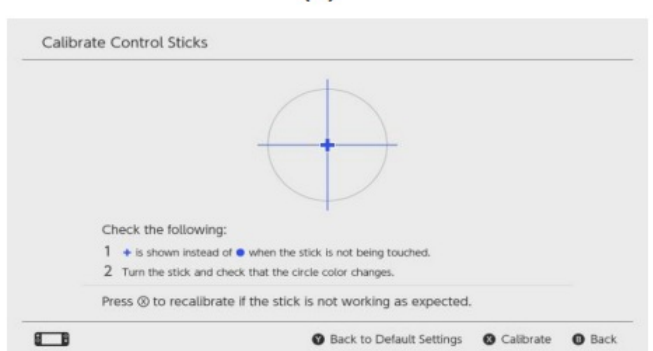 Calibrate Control Sticks
Check the following:
1 + is shown instead of ● when the stick is not being touched.
2 Turn the stick and check that the circle color changes.
Press Ⓧ to recalibrate if the stick is not working as expected.
Ⓨ Back to Default Settings Ⓧ Calibrate Ⓑ Back